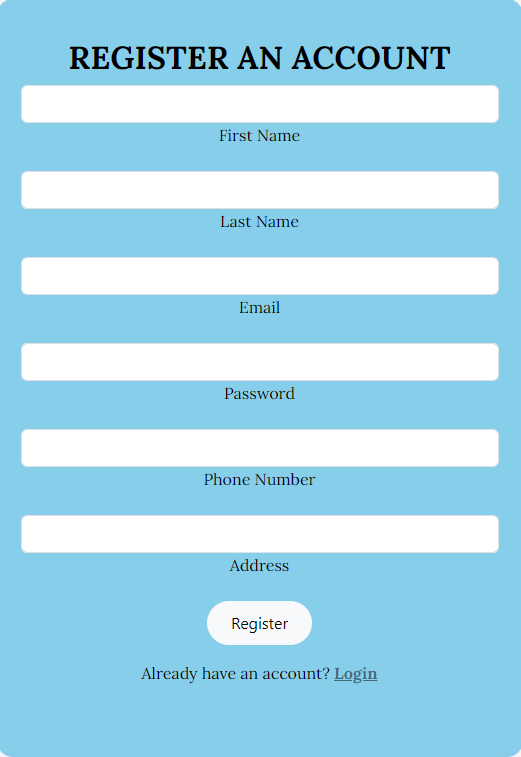 REGISTER AN ACCOUNT
First Name
Last Name
Email
Password
Phone Number
Address
Register
Already have an account? Login